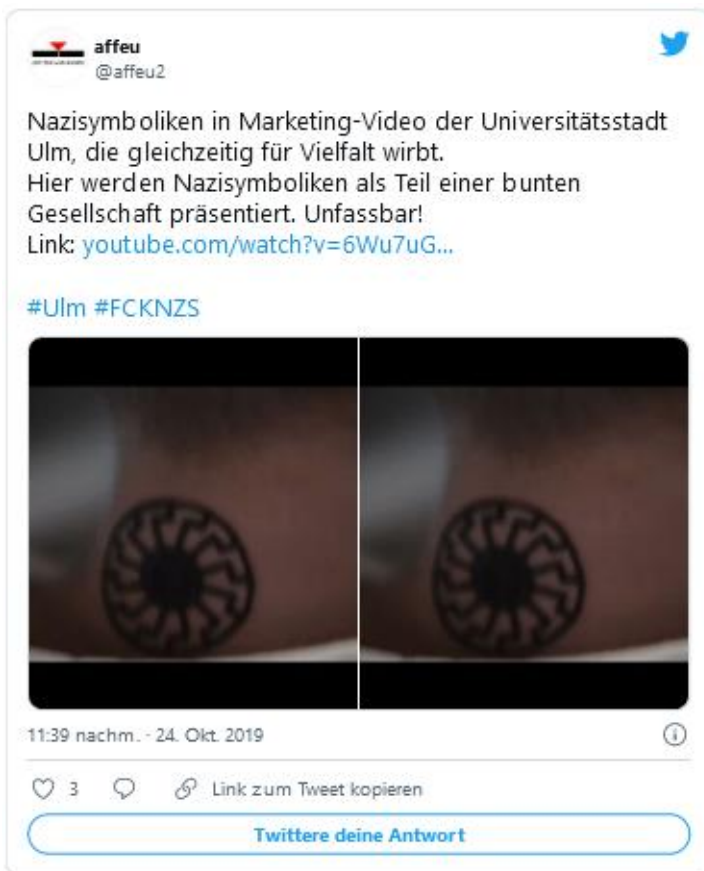 affeu
@affeu2
Nazisymboliken in Marketing-Video der Universitätsstadt
Ulm, die gleichzeitig für Vielfalt wirbt.
Hier werden Nazisymboliken als Teil einer bunten
Gesellschaft präsentiert. Unfassbar!
Link: youtube.com/watch?v=6Wu7uG...
#Ulm #FCKNZS
11:39 nachm. · 24. Okt. 2019
3
Link zum Tweet kopieren
Twittere deine Antwort